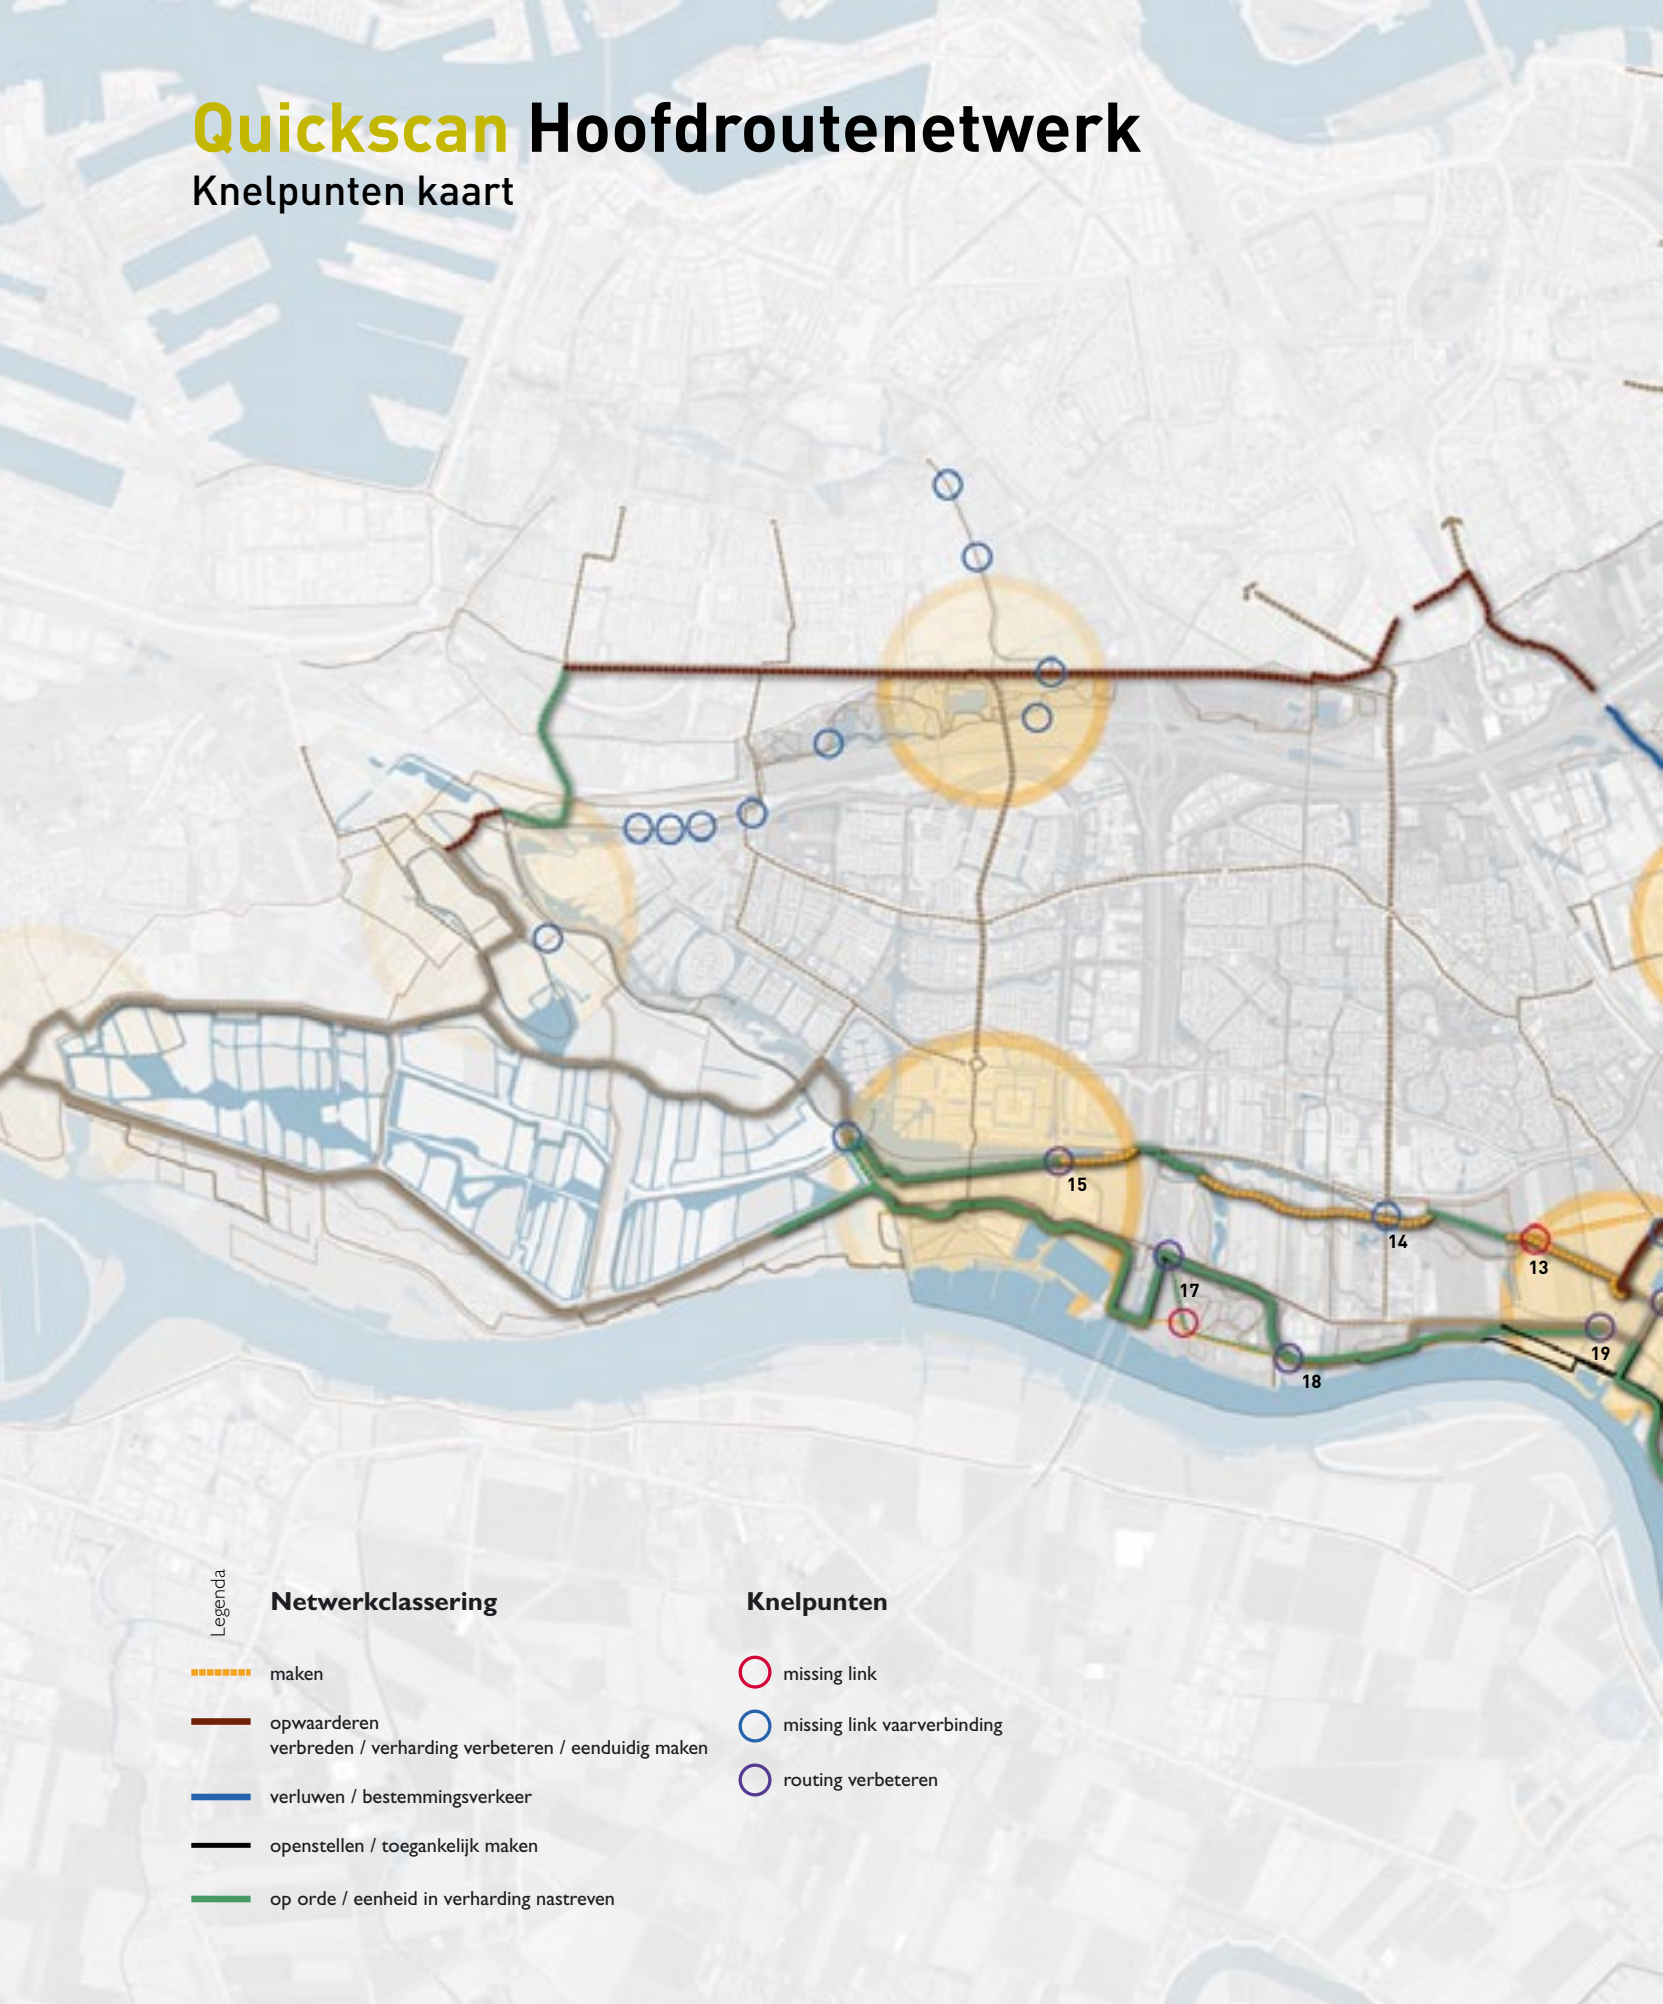 Quickscan Hoofdroutenetwerk
Knelpunten kaart
15
14
13
17
19
18
Legenda
Netwerkclassering
maken
opwaarderen
verbreden / verharding verbeteren / eenduidig maken
verluwen / bestemmingsverkeer
openstellen / toegankelijk maken
op orde / eenheid in verharding nastreven
Knelpunten
missing link
missing link vaarverbinding
routing verbeteren